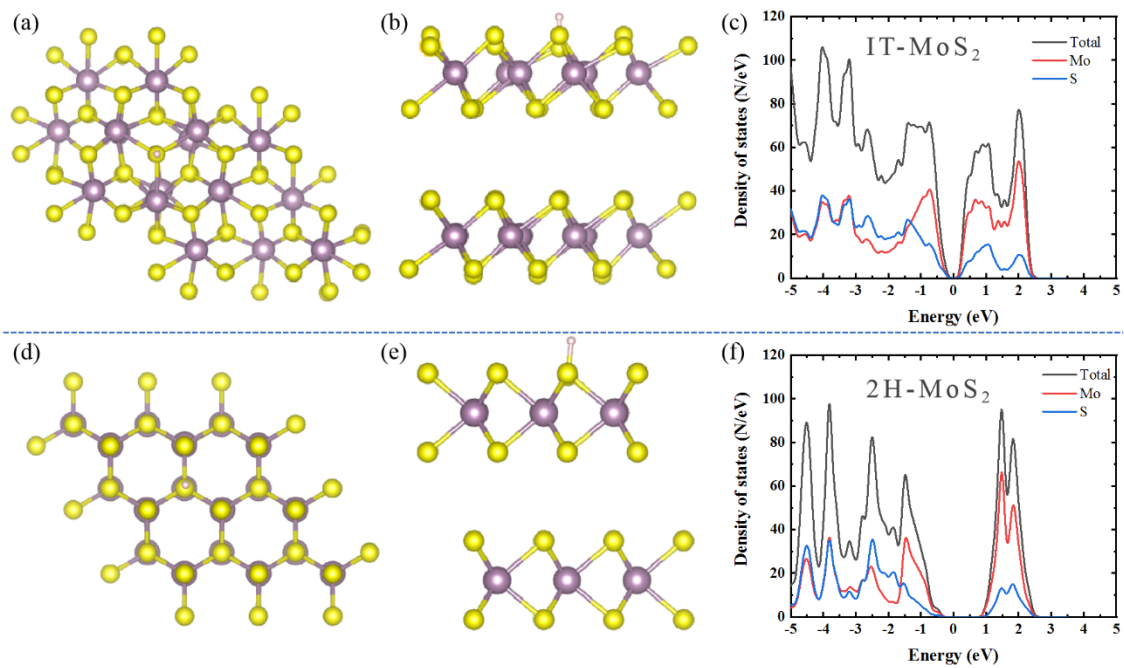 (a)
(b)
(c)
IT-MoS2
Total
Mo
S
Density of states (N/eV)
120
100
80
60
40
20
0
-5 -4 -3 -2 -1 0 1 2 3 4 5
Energy (eV)
(d)
(e)
(f)
2H-MoS2
Total
Mo
S
Density of states (N/eV)
120
100
80
60
40
20
0
-5 -4 -3 -2 -1 0 1 2 3 4 5
Energy (eV)